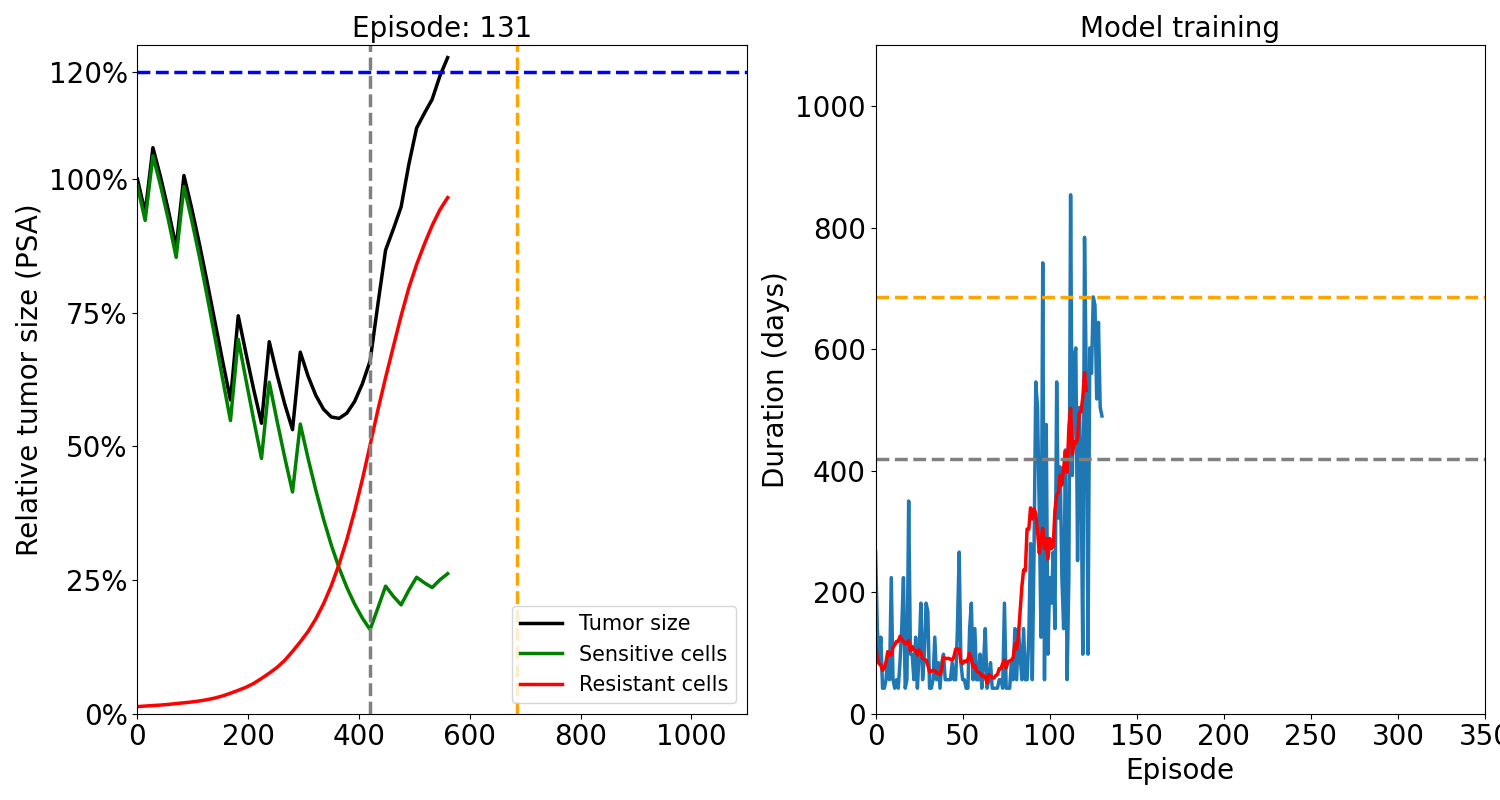 Episode: 131
120%
100%
75%
50%
25%
0%
Relative tumor size (PSA)
0 200 400 600 800 1000
Tumor size
Sensitive cells
Resistant cells
Model training
1000
800
600
400
200
0
Duration (days)
0 50 100 150 200 250 300 350
Episode